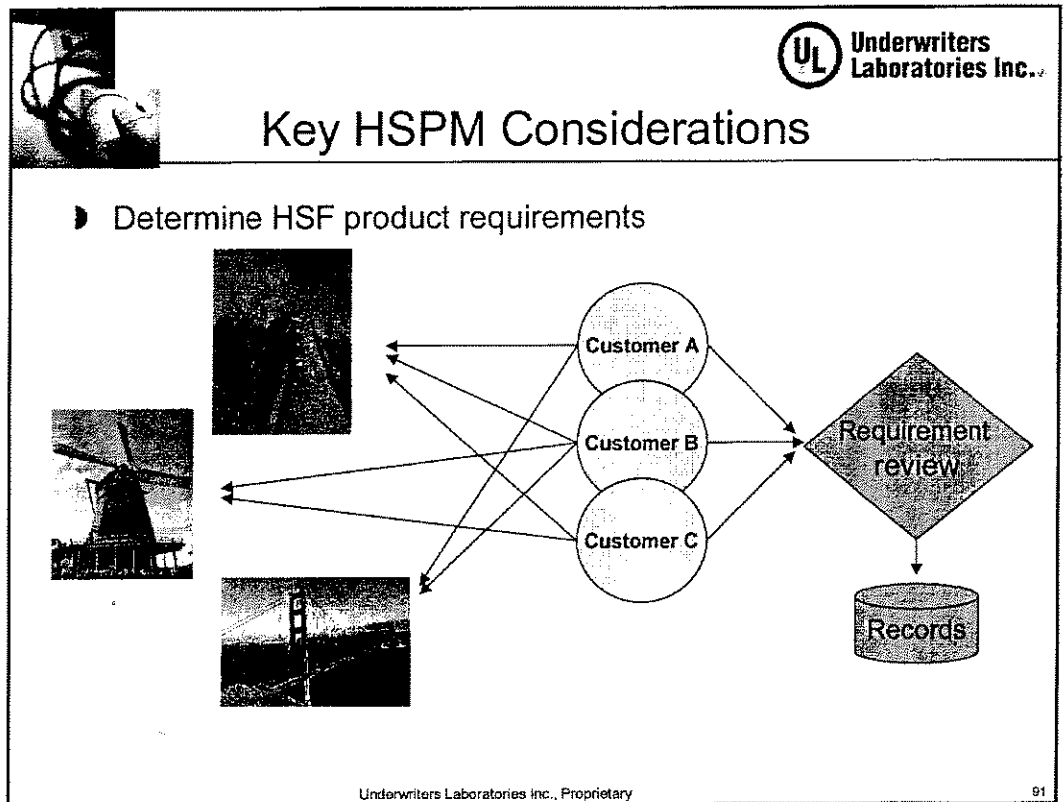 UL
Underwriters
Laboratories Inc.
Key HSPM Considerations
Determine HSF product requirements
Customer A
Customer B
Customer C
Requirement
review
Records
Underwriters Laboratories Inc., Proprietary
91